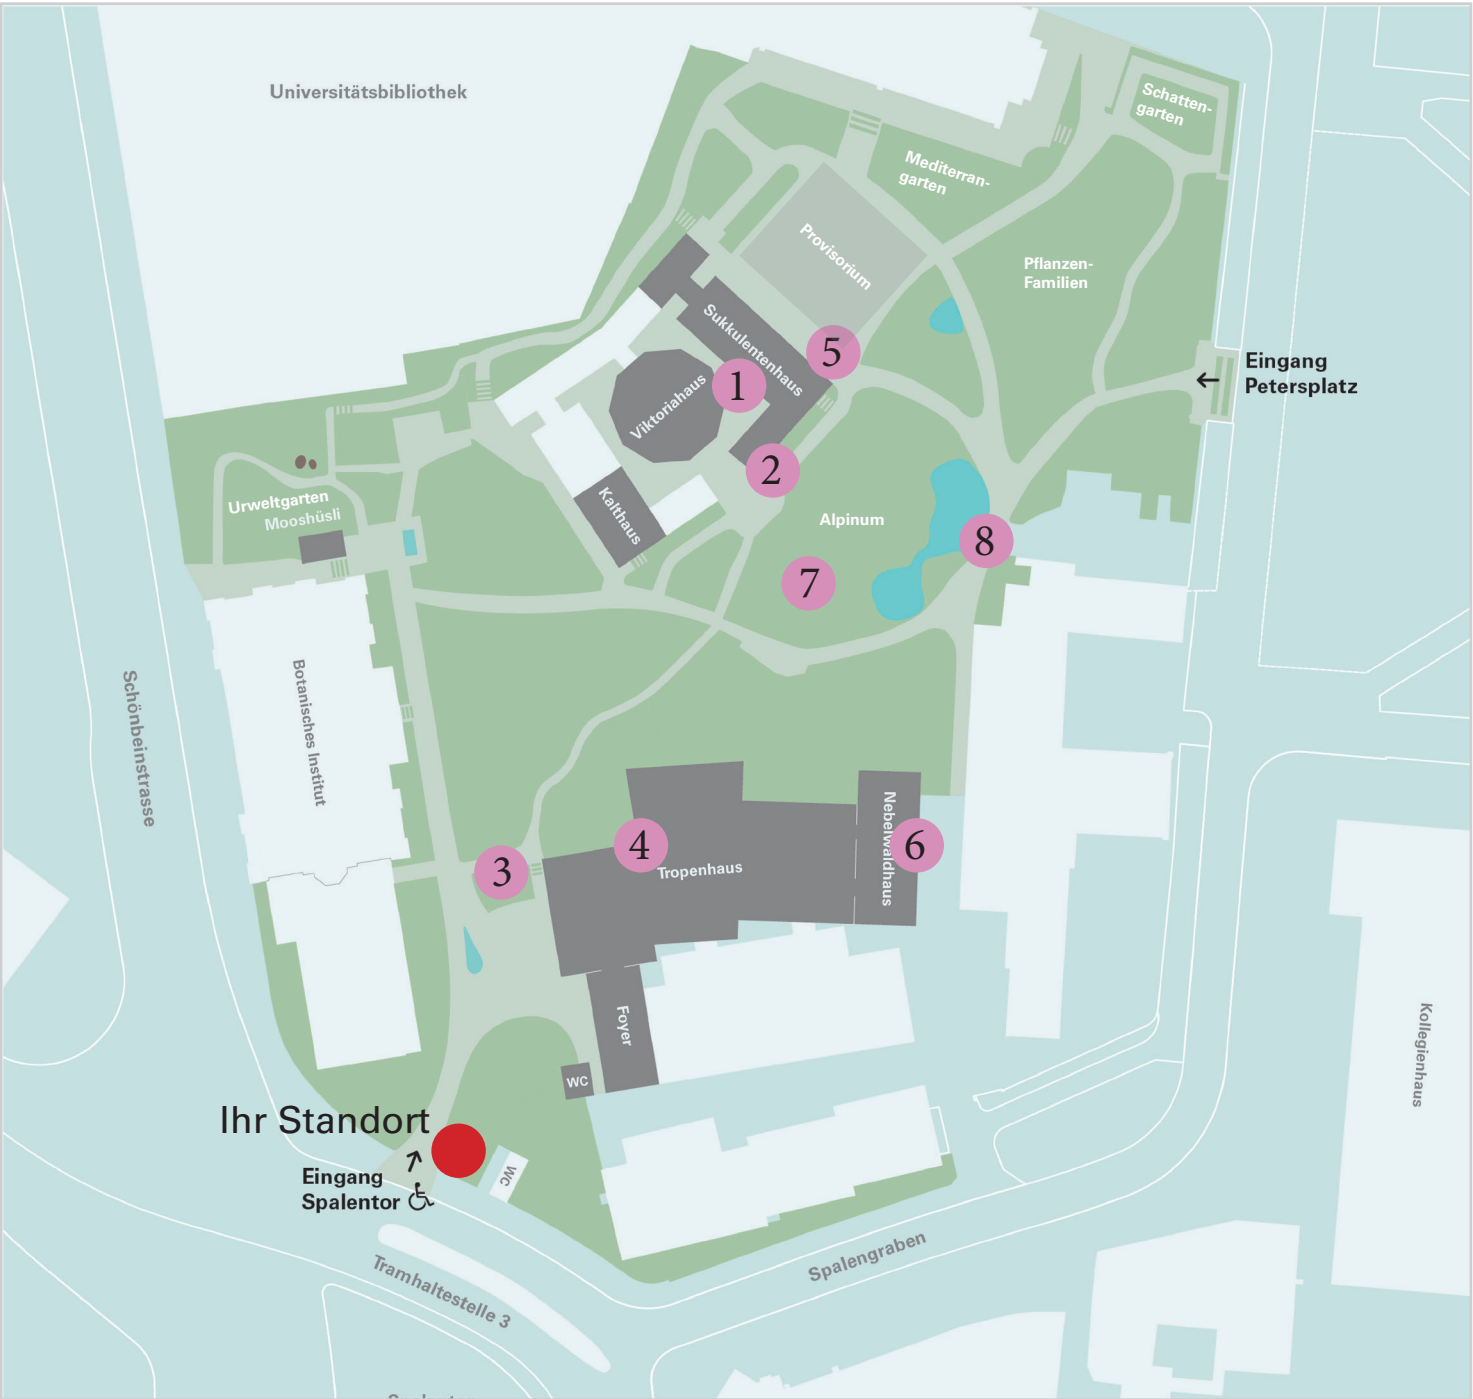 Universitätsbibliothek
Schatten-
garten
Mediterran-
garten
Provisorium
Pflanzen-
Familien
Sukkulentenhaus
5
Eingang
Petersplatz
1
Viktoriahaus
2
Kalthaus
Urweltgarten
Mooshüsli
Alpinum
8
7
Botanisches Institut
Schönbeinstrasse
Nebelwaldhaus
4
6
3
Tropenhaus
Foyer
Kollegienhaus
WC
Ihr Standort
Eingang
Spalentor
WC
Spalengraben
Tramhaltestelle 3